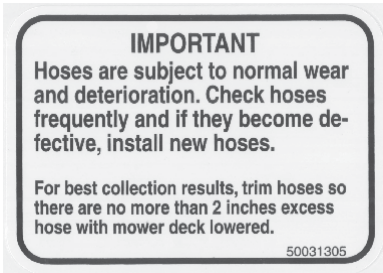 IMPORTANT
Hoses are subject to normal wear
and deterioration. Check hoses
frequently and if they become de-
fective, install new hoses.
For best collection results, trim hoses so
there are no more than 2 inches excess
hose with mower deck lowered.
50031305